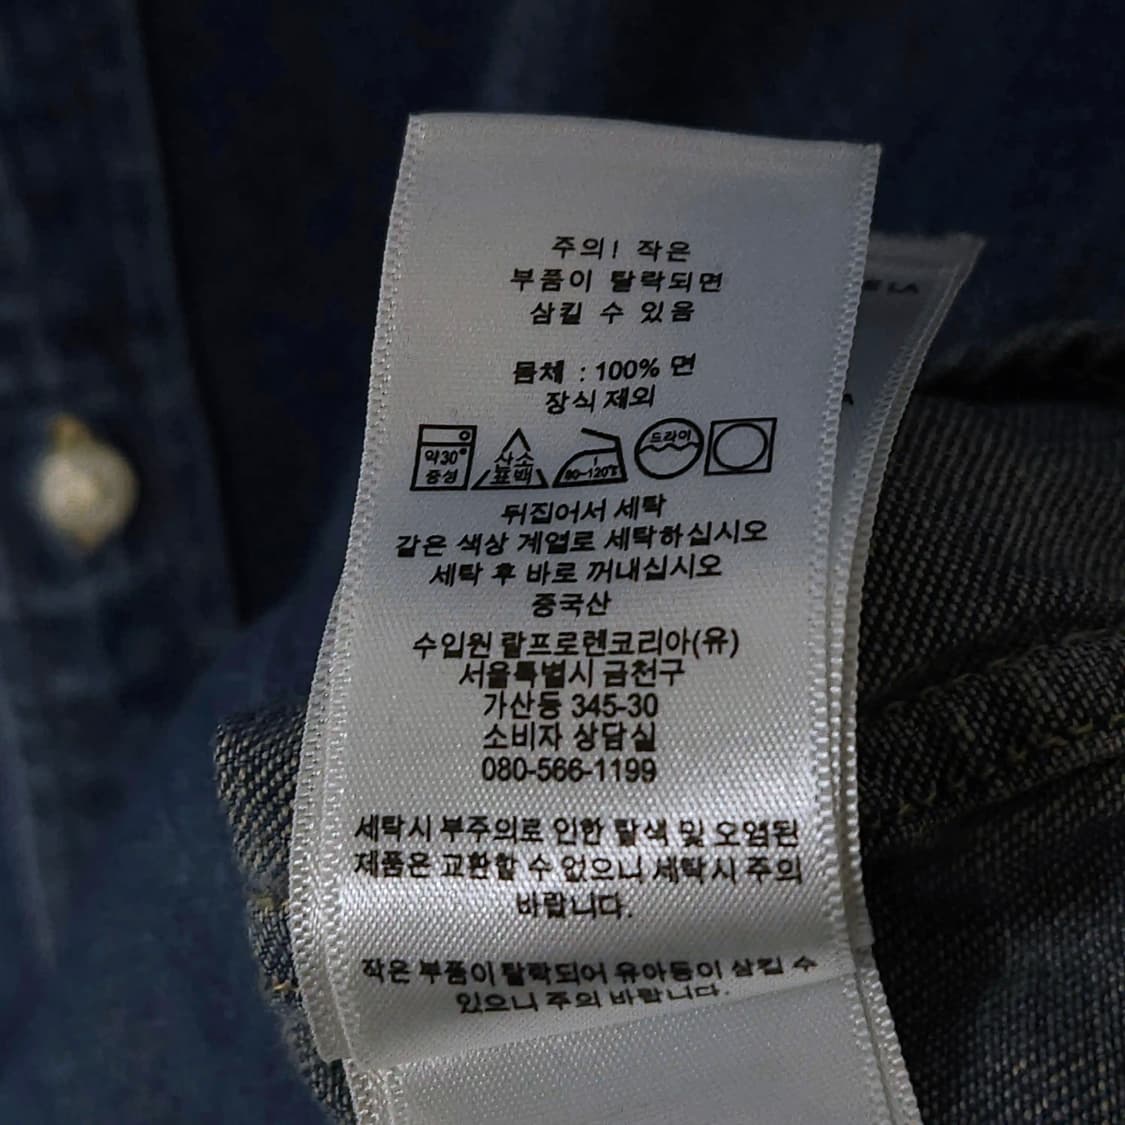 주의! 작은
부품이 탈락되면
삼킬 수 있음
몸체 : 100% 면
장식 제외
약30°
중성
산소
표백
80~120℃
드라이
뒤집어서 세탁
같은 색상 계열로 세탁하십시오
세탁 후 바로 꺼내십시오
중국산
수입원 랄프로렌코리아(유)
서울특별시 금천구
가산동 345-30
소비자 상담실
080-566-1199
세탁시 부주의로 인한 탈색 및 오염된
제품은 교환할 수 없으니 세탁시 주의
바랍니다.
작은 부품이 탈락되어 유아등이 삼킬 수
있으니 주의 바랍니다.